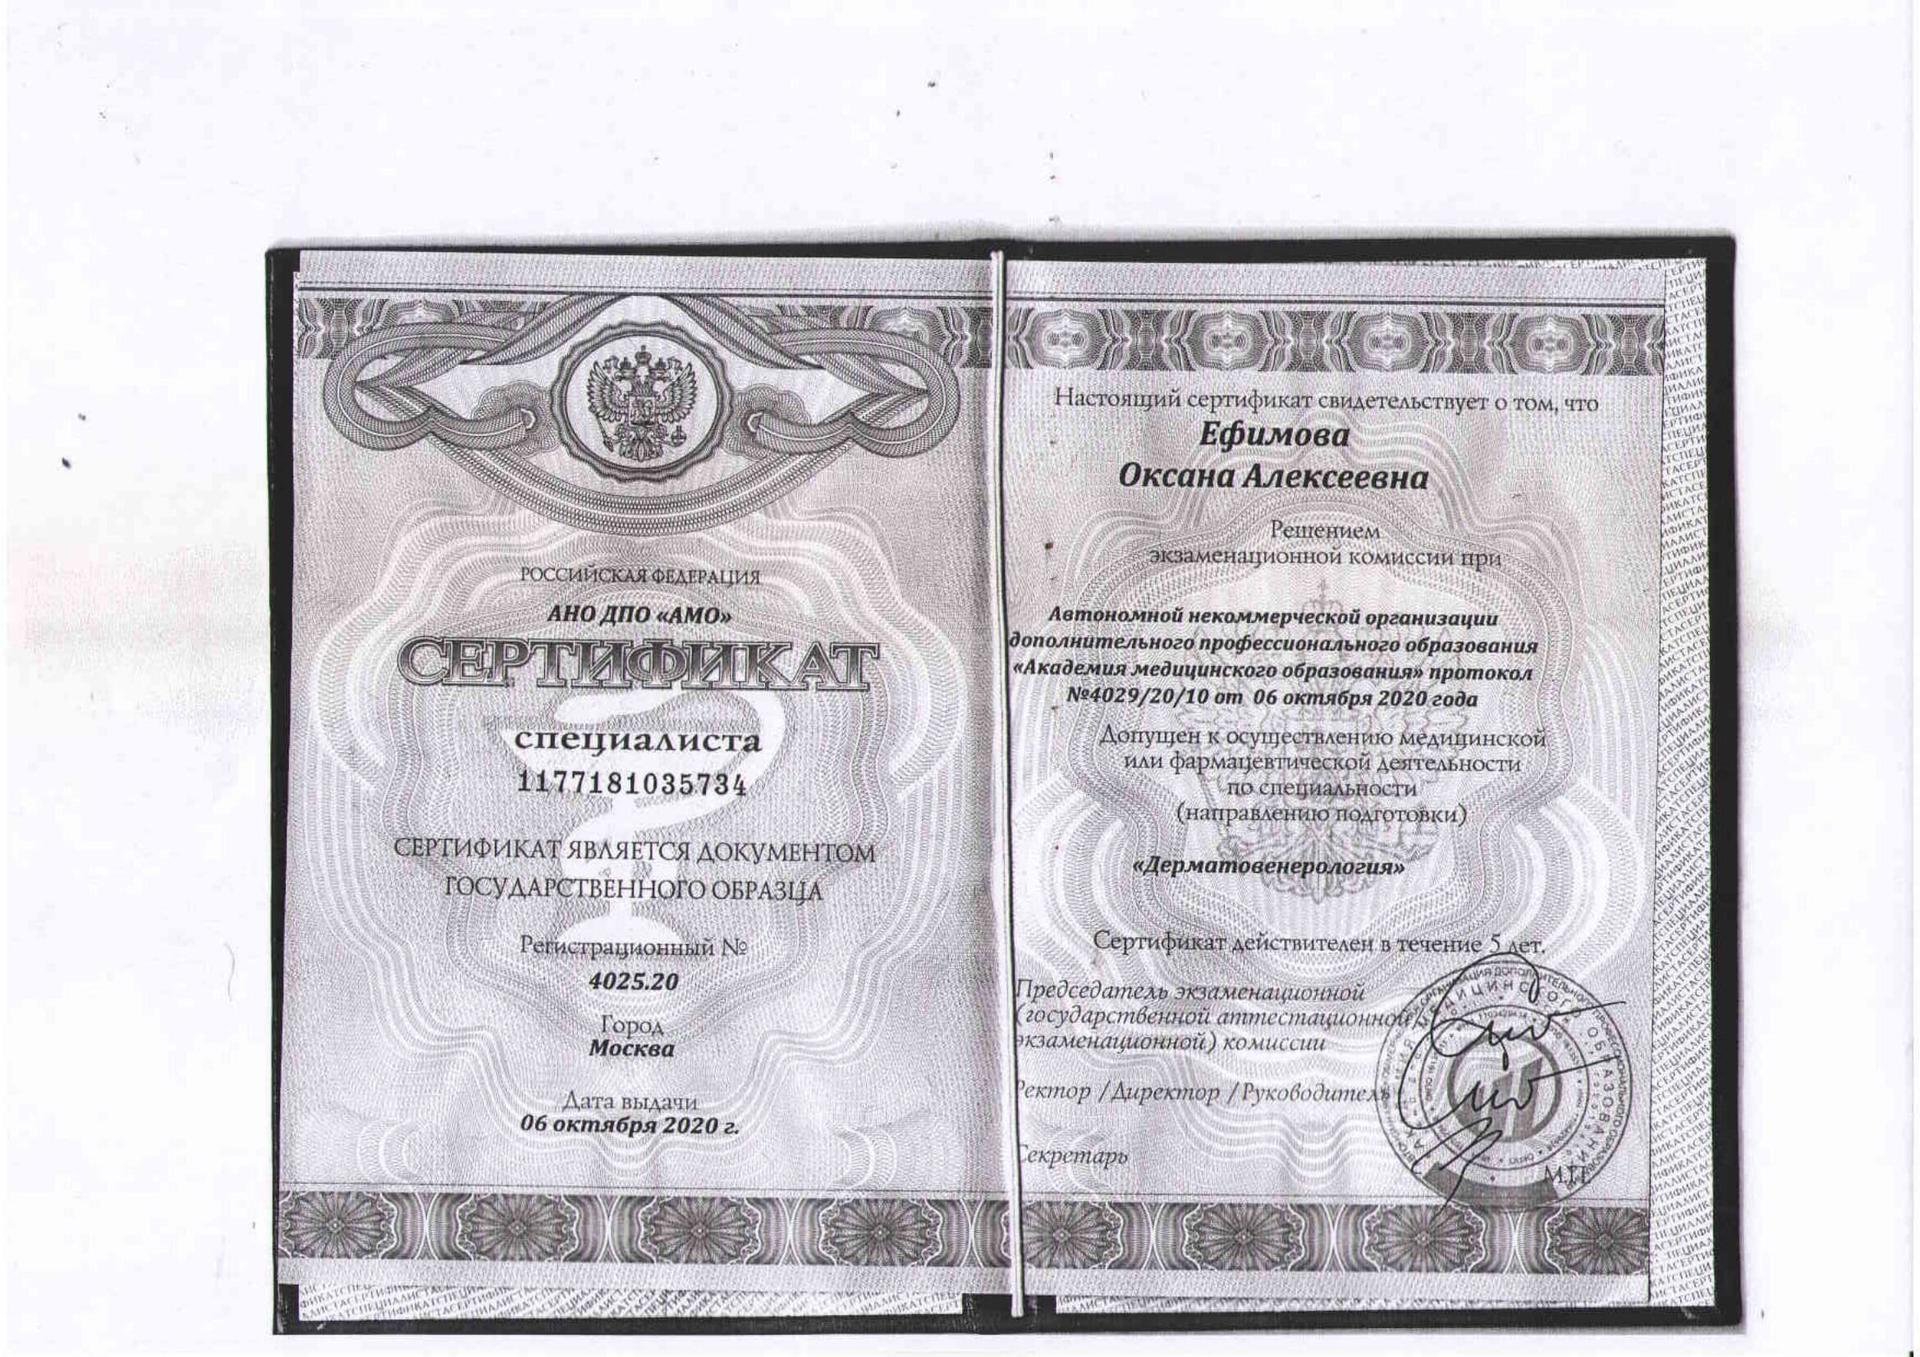 РОССИЙСКАЯ ФЕДЕРАЦИЯ
АНО ДПО «АМО»
СЕРТИФИКАТ
специалиста
1177181035734
СЕРТИФИКАТ ЯВЛЯЕТСЯ ДОКУМЕНТОМ
ГОСУДАРСТВЕННОГО ОБРАЗЦА
Регистрационный №
4025.20
Город
Москва
Дата выдачи
06 октября 2020 г.
Настоящий сертификат свидетельствует о том, что
Ефимова
Оксана Алексеевна
Решением
экзаменационной комиссии при
Автономной некоммерческой организации
дополнительного профессионального образования
«Академия медицинского образования» протокол
№4029/20/10 от 06 октября 2020 года
Допущен к осуществлению медицинской
или фармацевтической деятельности
по специальности
(направлению подготовки)
«Дерматовенерология»
Сертификат действителен в течение 5 лет.
Председатель экзаменационной
(государственной аттестационной
экзаменационной) комиссии
Ректор /Директор /Руководитель
Секретарь
М.П.